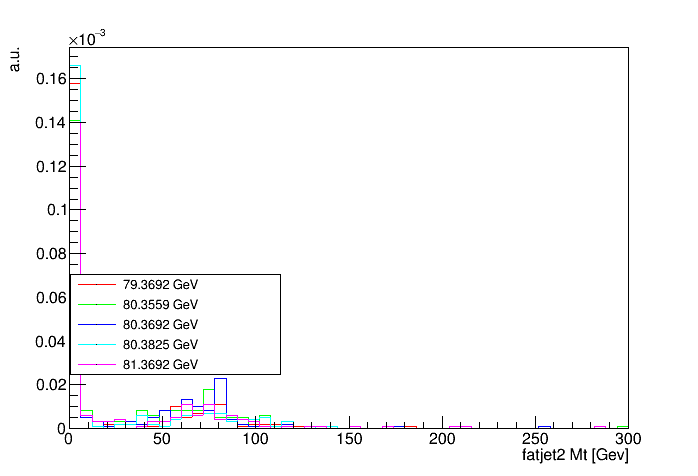 ×10⁻³
a.u.
0.16
0.14
0.12
0.1
0.08
0.06
0.04
0.02
0
79.3692 GeV
80.3559 GeV
80.3692 GeV
80.3825 GeV
81.3692 GeV
0 50 100 150 200 250 300
fatjet2 Mt [Gev]